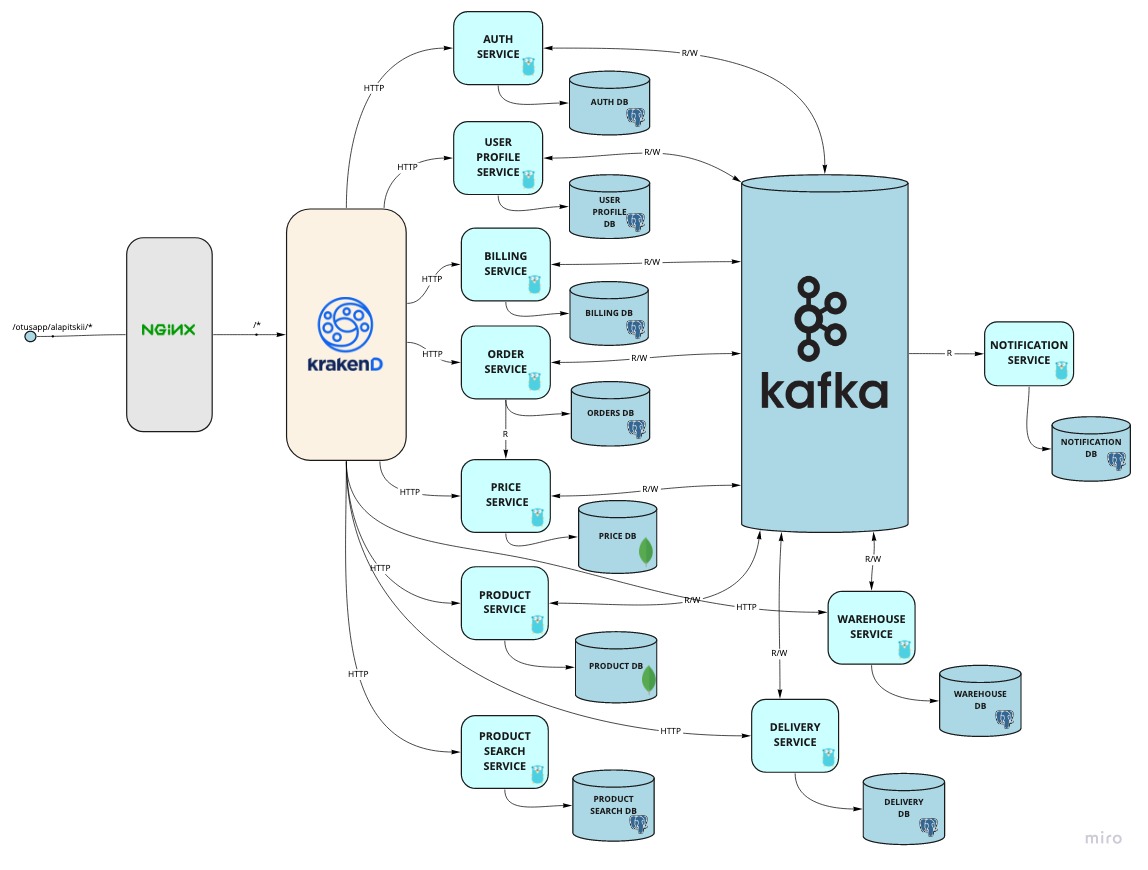 AUTH
SERVICE
R/W
HTTP
AUTH DB
USER
PROFILE
SERVICE
R/W
HTTP
USER
PROFILE
DB
BILLING
SERVICE
R/W
HTTP
BILLING DB
/otusapp/alapitskii/*
NGINX
/*
krakenD
ORDER
SERVICE
R/W
HTTP
ORDERS DB
R
kafka
R
NOTIFICATION
SERVICE
NOTIFICATION
DB
PRICE
SERVICE
R/W
HTTP
PRICE DB
HTTP
PRODUCT
SERVICE
R/W
HTTP
R/W
WAREHOUSE
SERVICE
PRODUCT DB
R/W
HTTP
WAREHOUSE
DB
HTTP
DELIVERY
SERVICE
PRODUCT
SEARCH
SERVICE
PRODUCT
SEARCH DB
DELIVERY
DB
miro